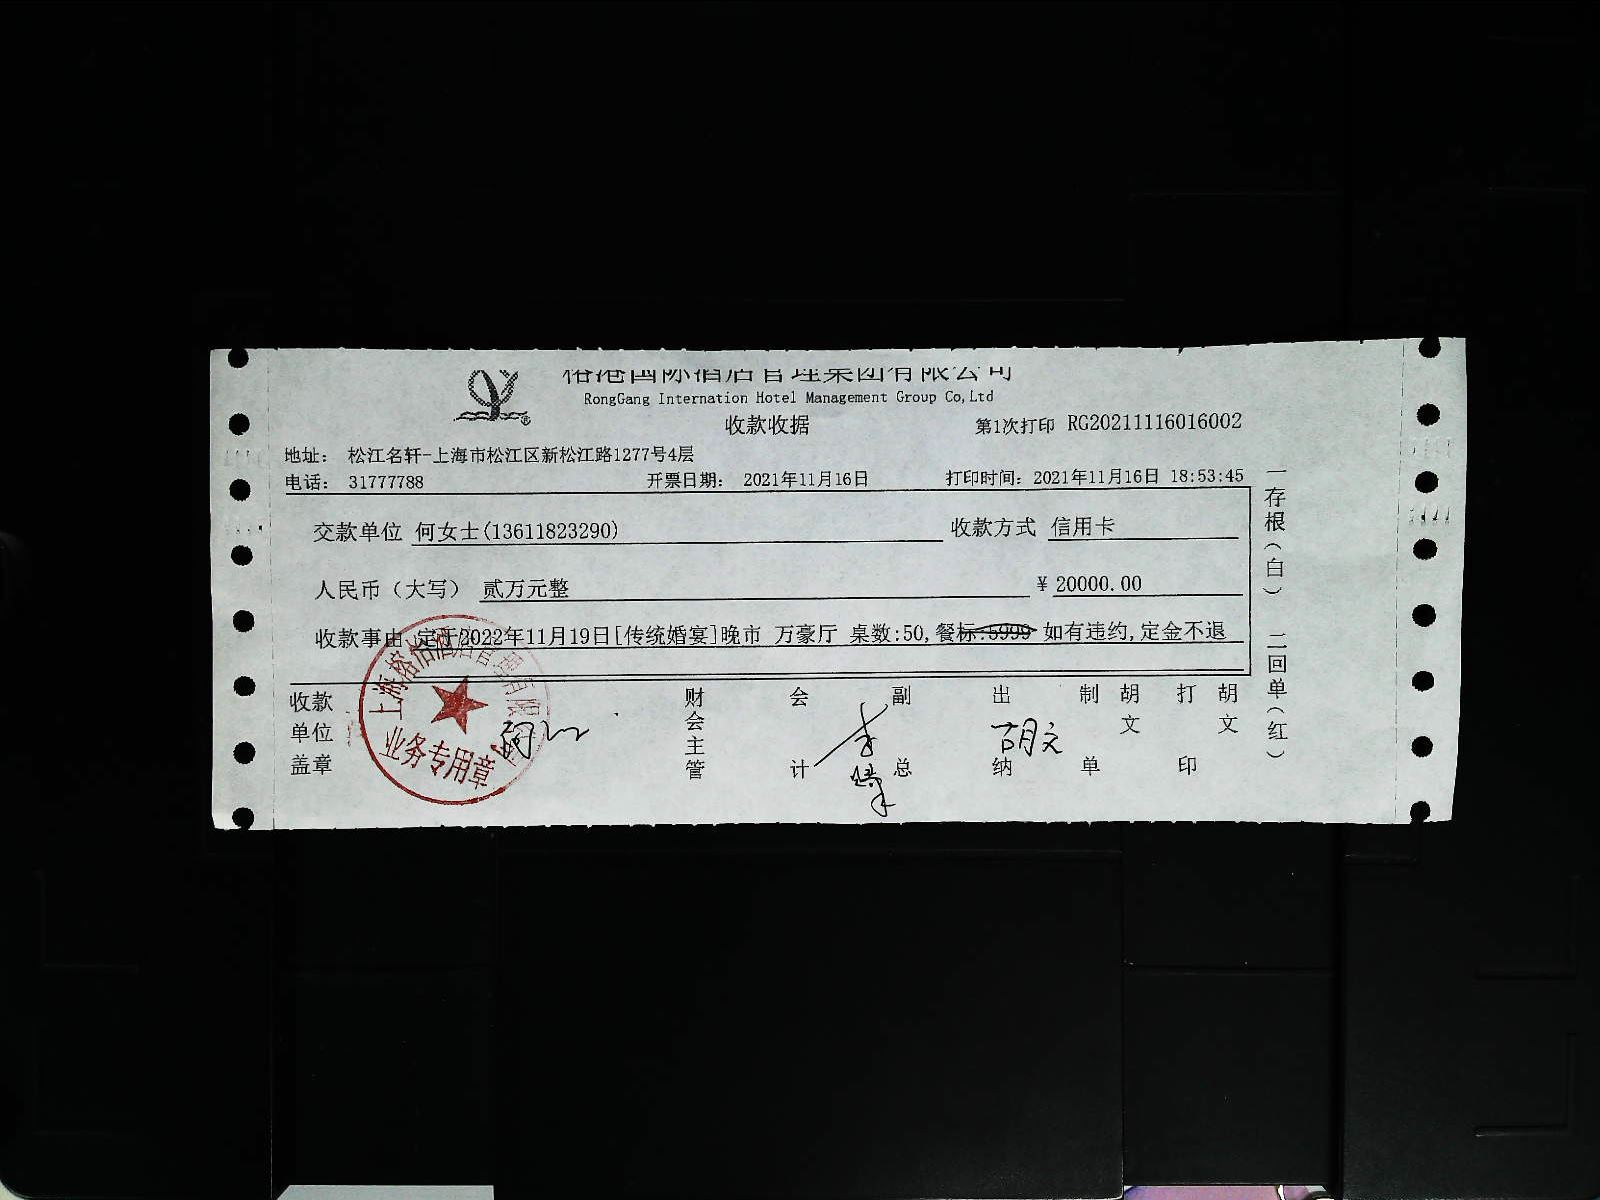 榕港国际酒店管理集团有限公司
RongGang Internation Hotel Management Group Co,Ltd
收款收据
第1次打印 RG20211116016002
地址: 松江名轩-上海市松江区新松江路1277号4层
电话: 31777788 开票日期: 2021年11月16日 打印时间: 2021年11月16日 18:53:45
交款单位 何女士(13611823290) 收款方式 信用卡
人民币(大写) 贰万元整 ¥ 20000.00
收款事由 定于2022年11月19日[传统婚宴]晚市 万豪厅 桌数:50,餐标:5999 如有违约,定金不退
收款单位盖章
财会主管
会计
副总
出纳
胡文
制单
胡文
打印
胡文
一存根(白) 二回单(红)
业务专用章